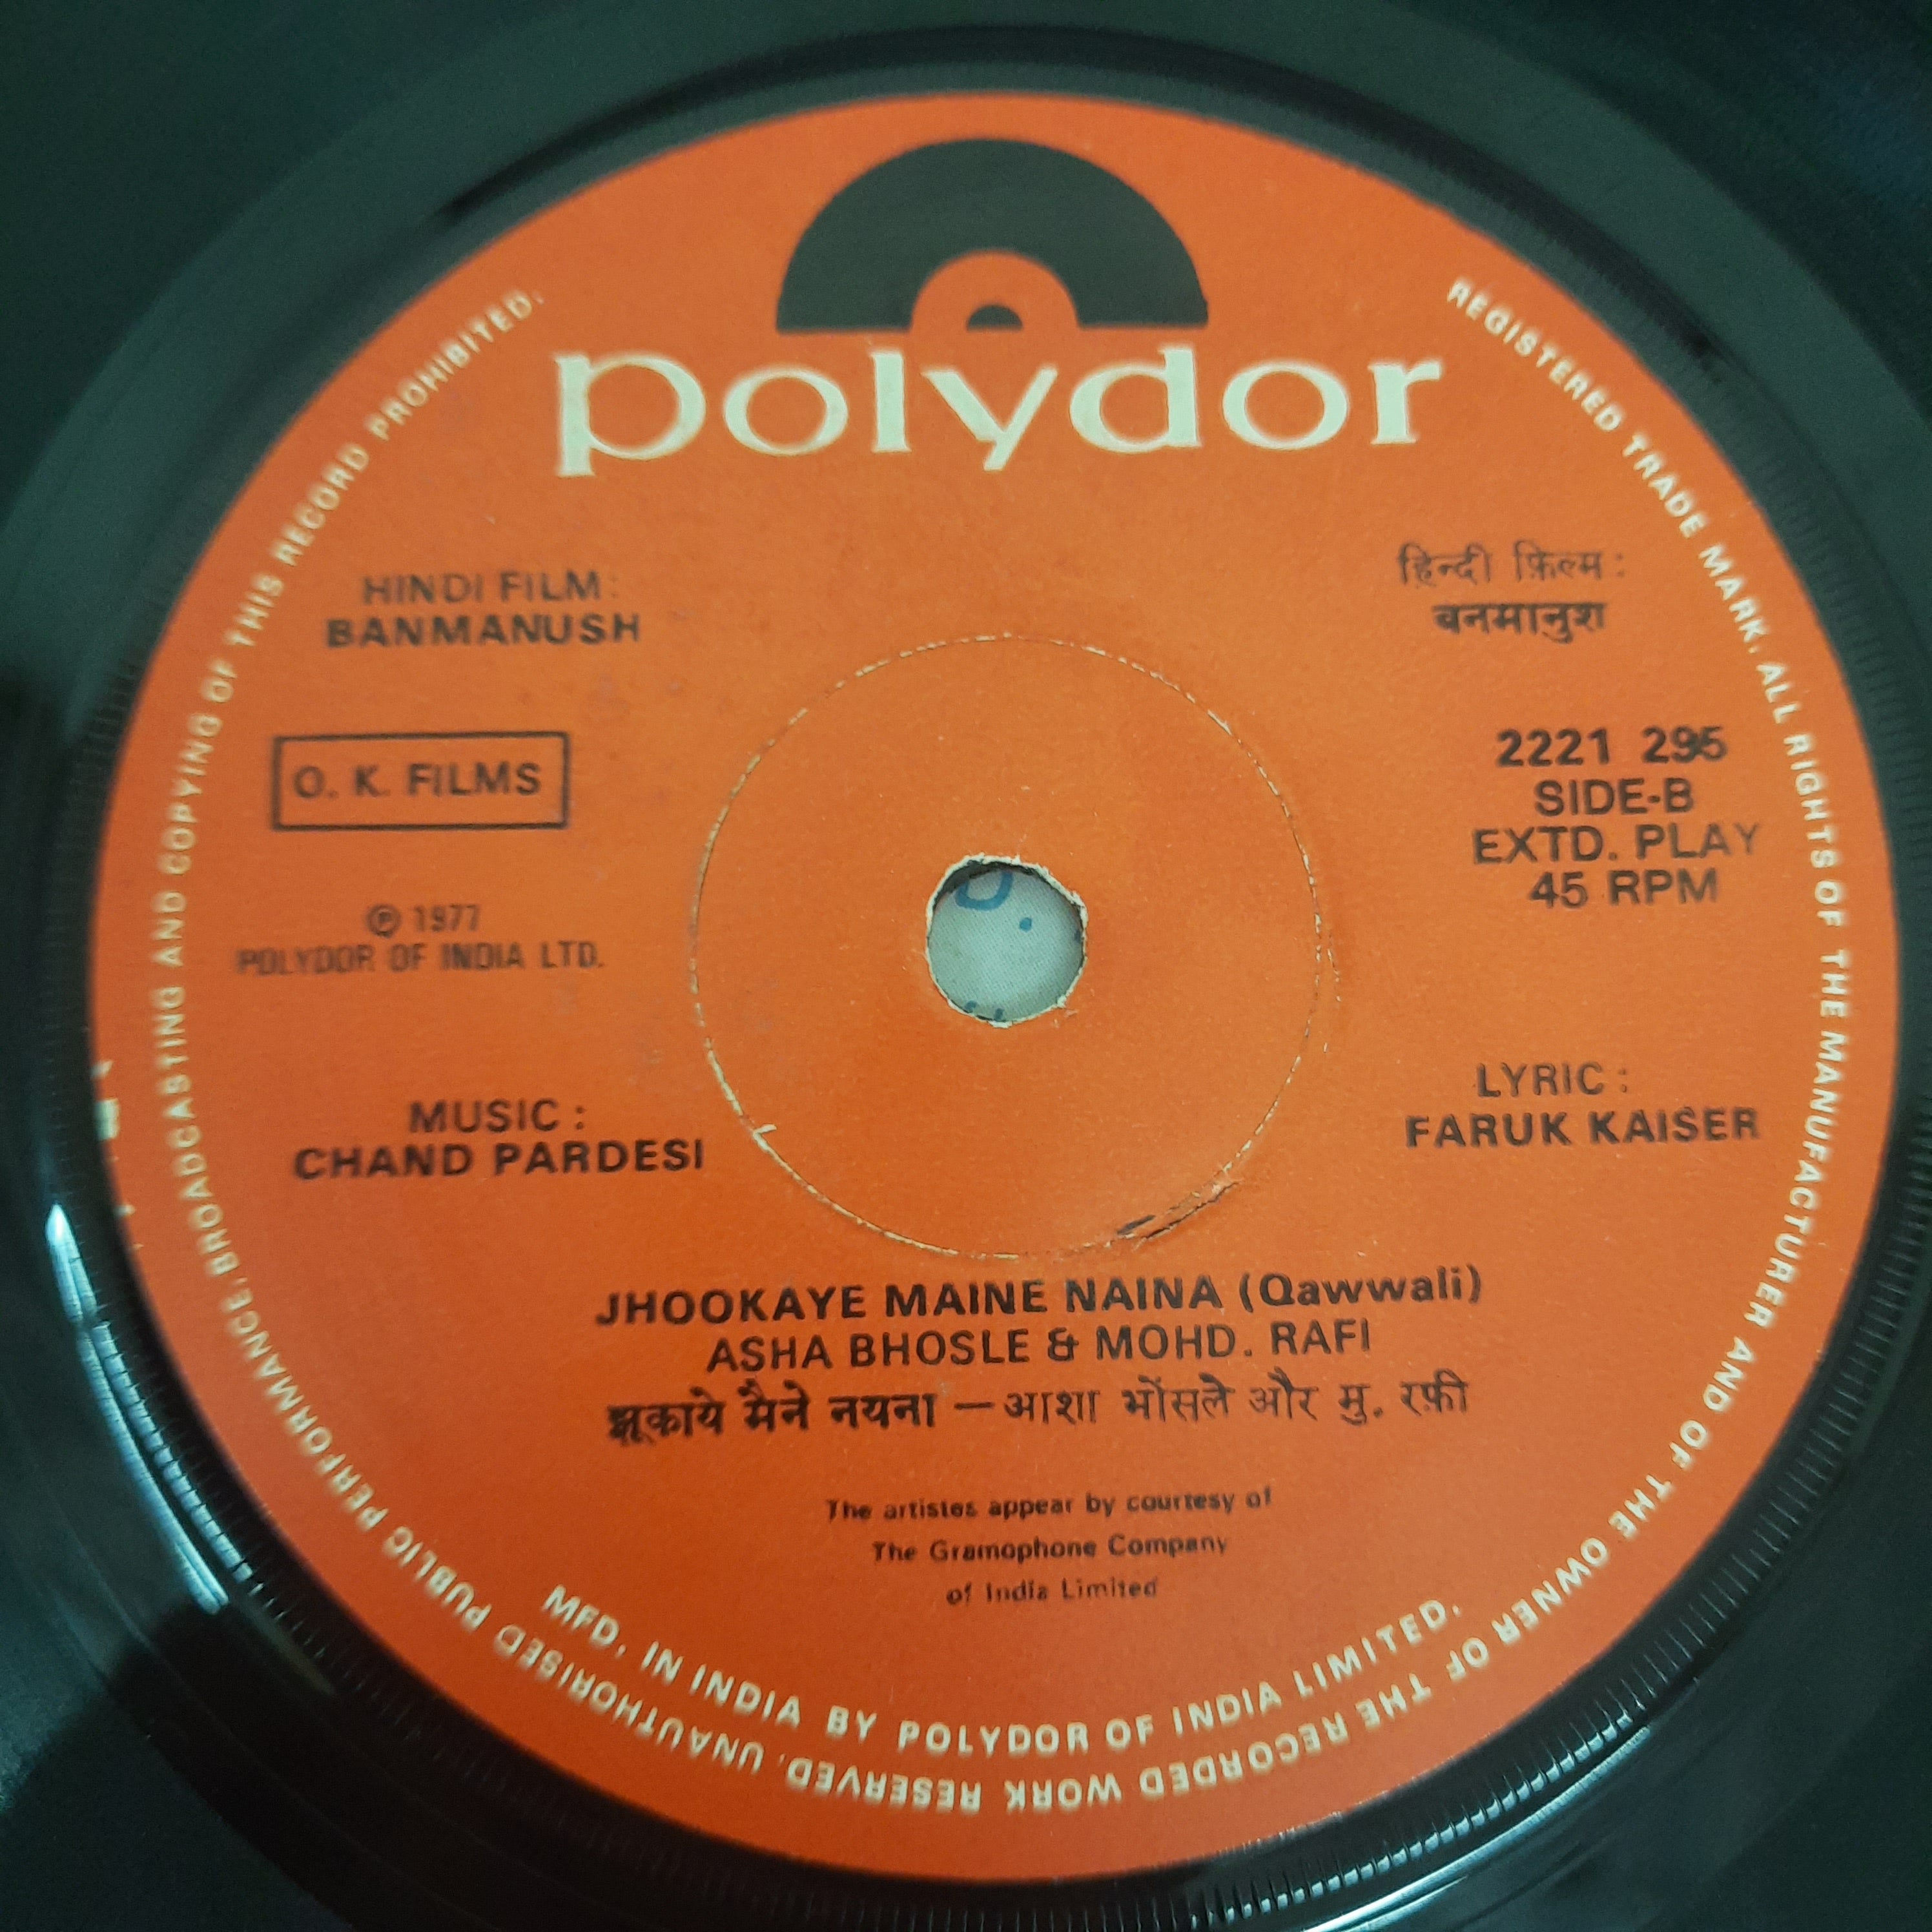 polydor
HINDI FILM:
BANMANUSH
हिन्दी फ़िल्म:
बनमानुश
O. K. FILMS
2221 295
SIDE-B
EXTD. PLAY
45 RPM
℗ 1977
POLYDOR OF INDIA LTD.
MUSIC :
CHAND PARDESI
LYRIC :
FARUK KAISER
JHOOKAYE MAINE NAINA (Qawwali)
ASHA BHOSLE & MOHD. RAFI
झूकाये मैने नयना — आशा भोंसले और मु. रफ़ी
The artistes appear by courtesy of
The Gramophone Company
of India Limited
MFD. IN INDIA BY POLYDOR OF INDIA LIMITED.
REGISTERED TRADE MARK. ALL RIGHTS OF THE MANUFACTURER AND OF THE OWNER OF THE RECORDED WORK RESERVED. UNAUTHORISED PUBLIC PERFORMANCE, BROADCASTING AND COPYING OF THIS RECORD PROHIBITED.